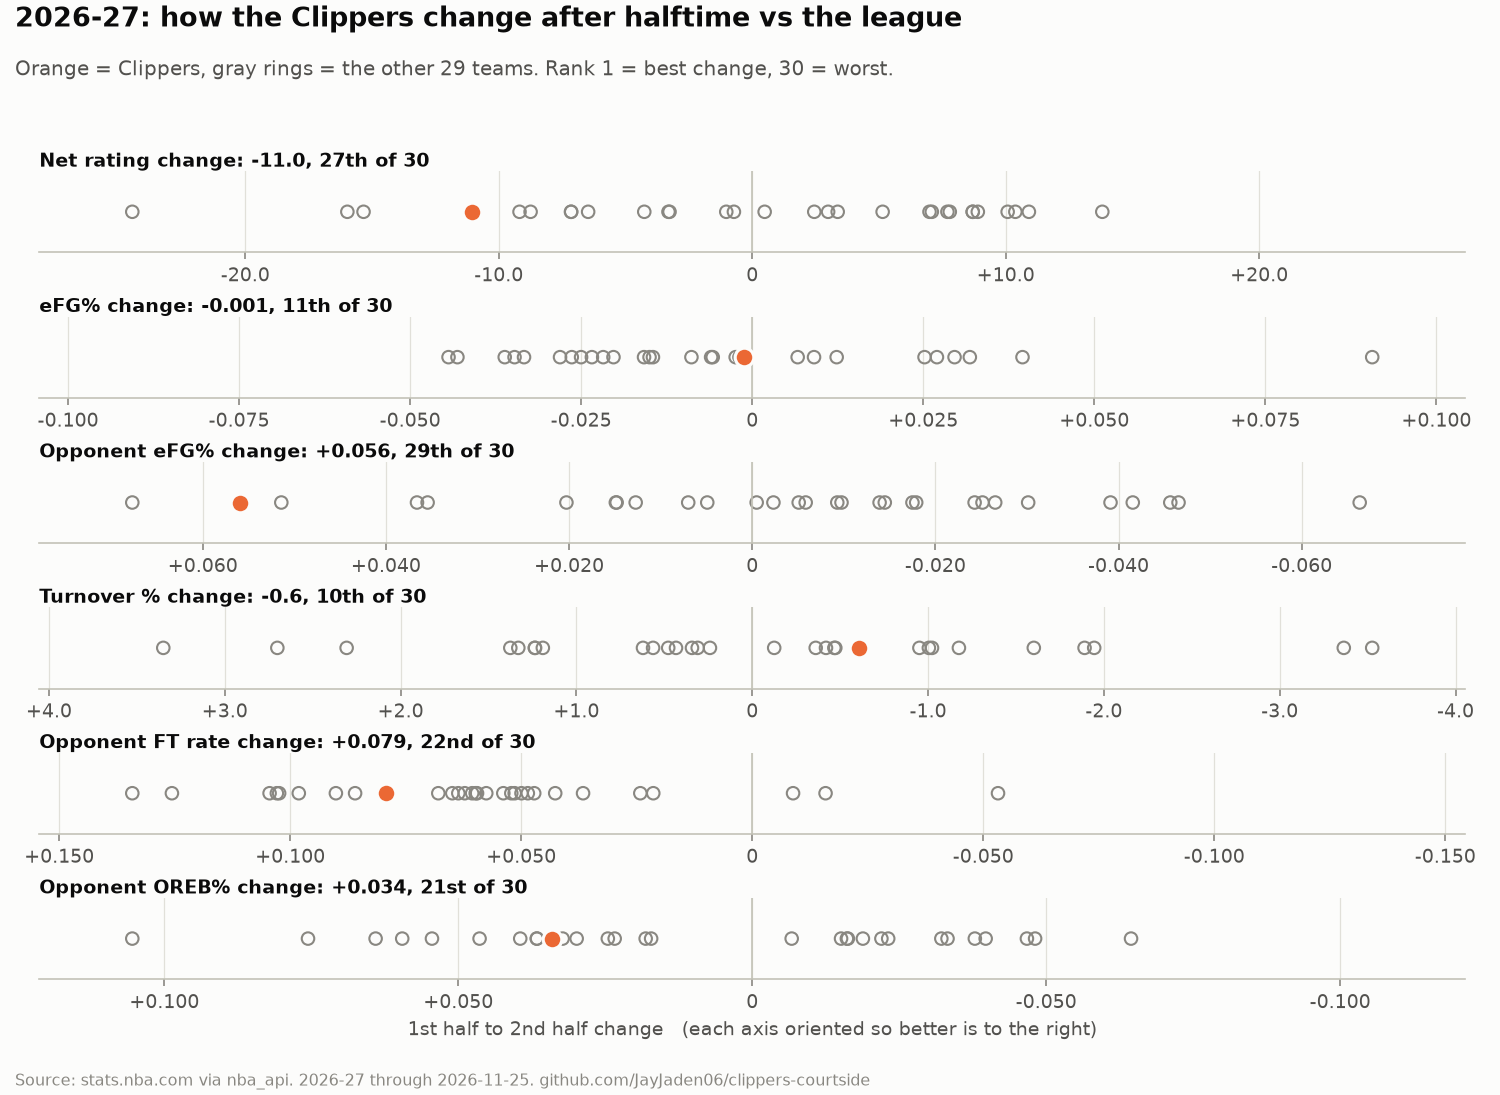 2026-27: how the Clippers change after halftime vs the league
Orange = Clippers, gray rings = the other 29 teams. Rank 1 = best change, 30 = worst.
Net rating change: -11.0, 27th of 30
-20.0 -10.0 0 +10.0 +20.0
eFG% change: -0.001, 11th of 30
-0.100 -0.075 -0.050 -0.025 0 +0.025 +0.050 +0.075 +0.100
Opponent eFG% change: +0.056, 29th of 30
+0.060 +0.040 +0.020 0 -0.020 -0.040 -0.060
Turnover % change: -0.6, 10th of 30
+4.0 +3.0 +2.0 +1.0 0 -1.0 -2.0 -3.0 -4.0
Opponent FT rate change: +0.079, 22nd of 30
+0.150 +0.100 +0.050 0 -0.050 -0.100 -0.150
Opponent OREB% change: +0.034, 21st of 30
+0.100 +0.050 0 -0.050 -0.100
1st half to 2nd half change (each axis oriented so better is to the right)
Source: stats.nba.com via nba_api. 2026-27 through 2026-11-25. github.com/JayJaden06/clippers-courtside